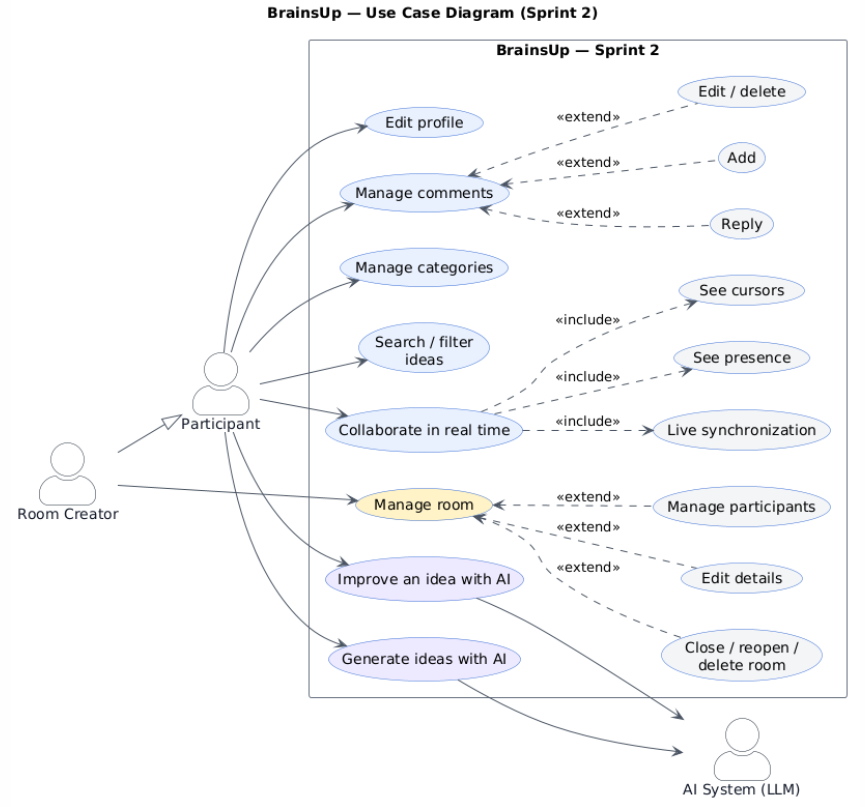 BrainsUp — Use Case Diagram (Sprint 2)
BrainsUp — Sprint 2
Edit / delete
«extend»
Edit profile
Add
«extend»
Manage comments
«extend»
Reply
Manage categories
See cursors
«include»
Search / filter
ideas
See presence
«include»
Participant
«include»
Collaborate in real time
Live synchronization
«extend»
Manage room
Manage participants
Room Creator
«extend»
«extend»
Improve an idea with AI
Edit details
Close / reopen /
delete room
Generate ideas with AI
AI System (LLM)